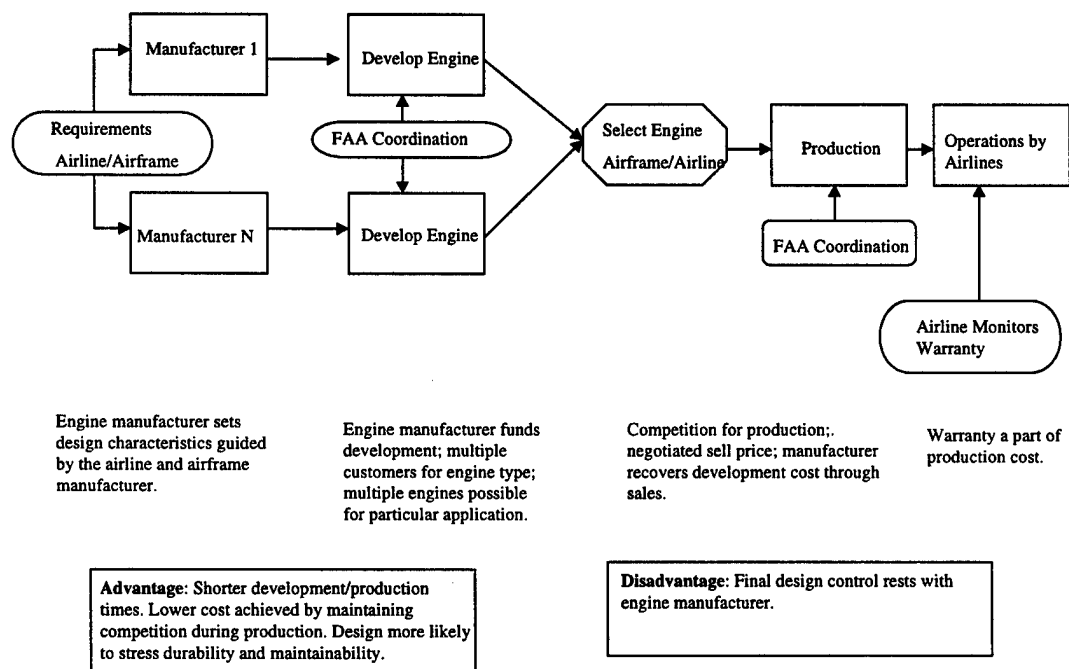 Manufacturer 1
Develop Engine
Requirements
Airline/Airframe
FAA Coordination
Select Engine
Airframe/Airline
Production
Operations by
Airlines
Manufacturer N
Develop Engine
FAA Coordination
Airline Monitors
Warranty
Engine manufacturer sets
design characteristics guided
by the airline and airframe
manufacturer.
Engine manufacturer funds
development; multiple
customers for engine type;
multiple engines possible
for particular application.
Competition for production;.
negotiated sell price; manufacturer
recovers development cost through
sales.
Warranty a part of
production cost.
Advantage: Shorter development/production
times. Lower cost achieved by maintaining
competition during production. Design more likely
to stress durability and maintainability.
Disadvantage: Final design control rests with
engine manufacturer.